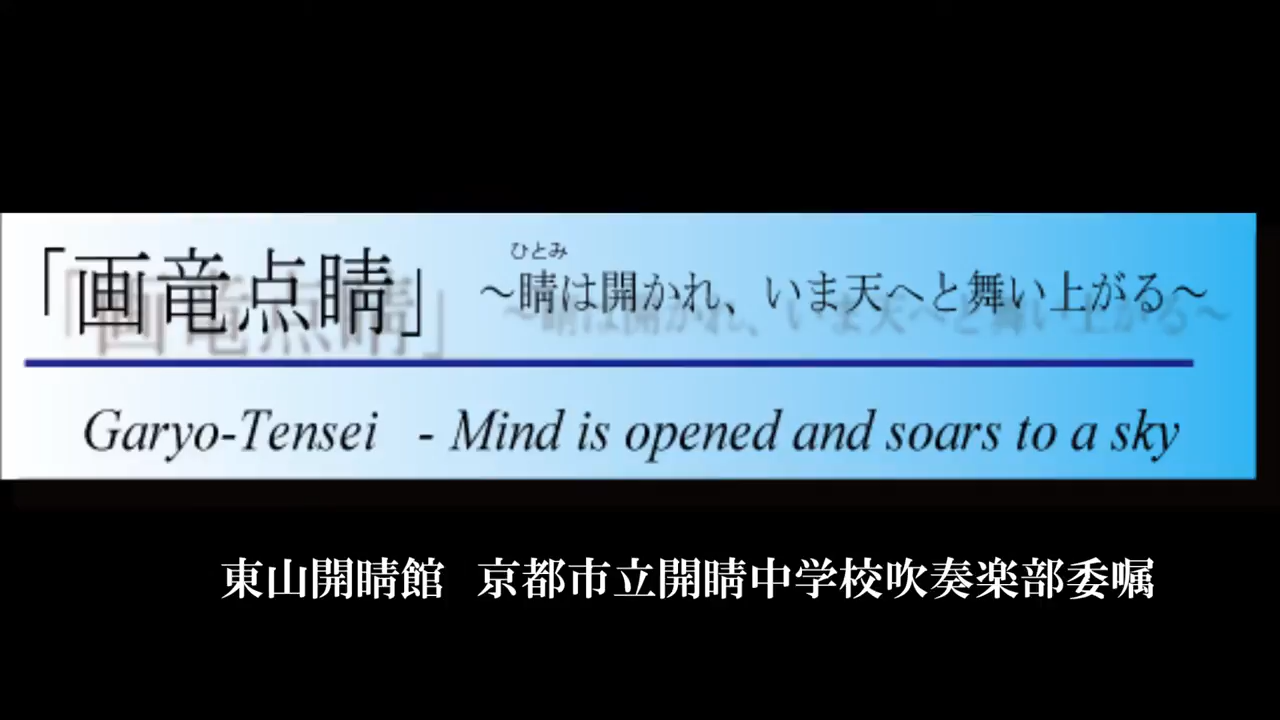 「画竜点睛」 ～睛は開かれ、いま天へと舞い上がる～
ひとみ
Garyo-Tensei - Mind is opened and soars to a sky
東山開睛館 京都市立開睛中学校吹奏楽部委嘱